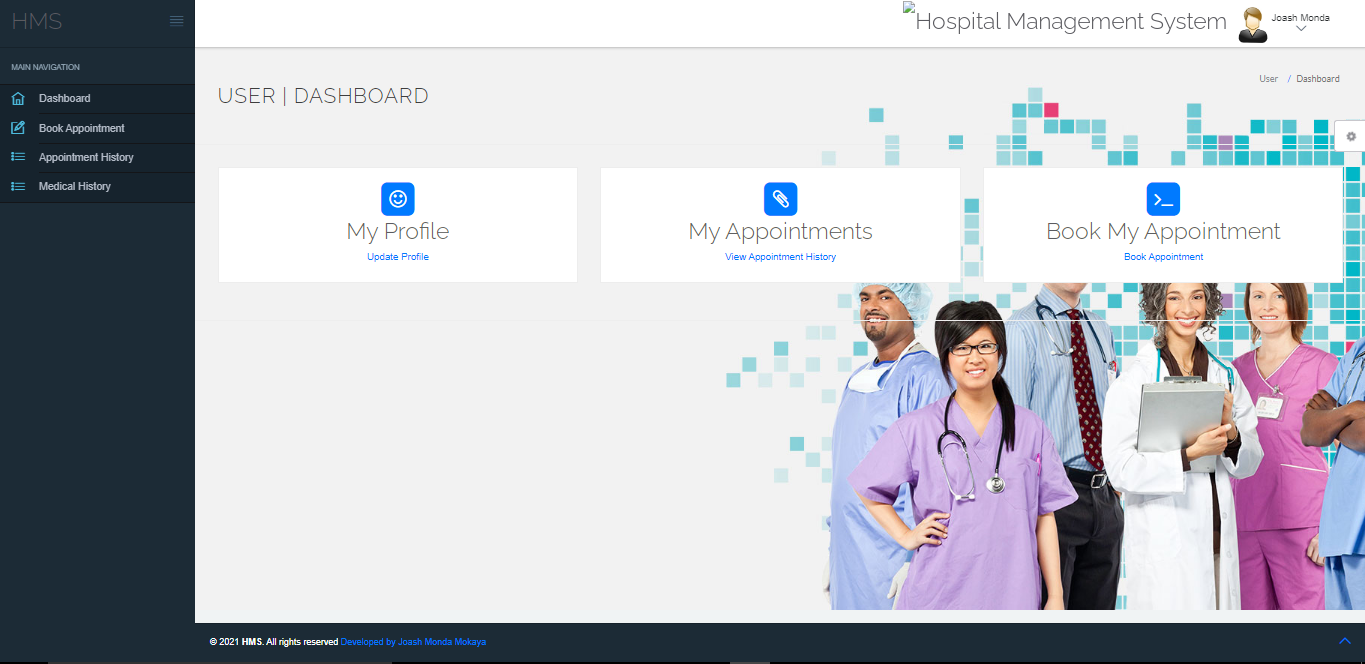 HMS
Hospital Management System
Joash Monda
MAIN NAVIGATION
Dashboard
Book Appointment
Appointment History
Medical History
User / Dashboard
USER | DASHBOARD
My Profile
Update Profile
My Appointments
View Appointment History
Book My Appointment
Book Appointment
© 2021 HMS. All rights reserved Developed by Joash Monda Mokaya